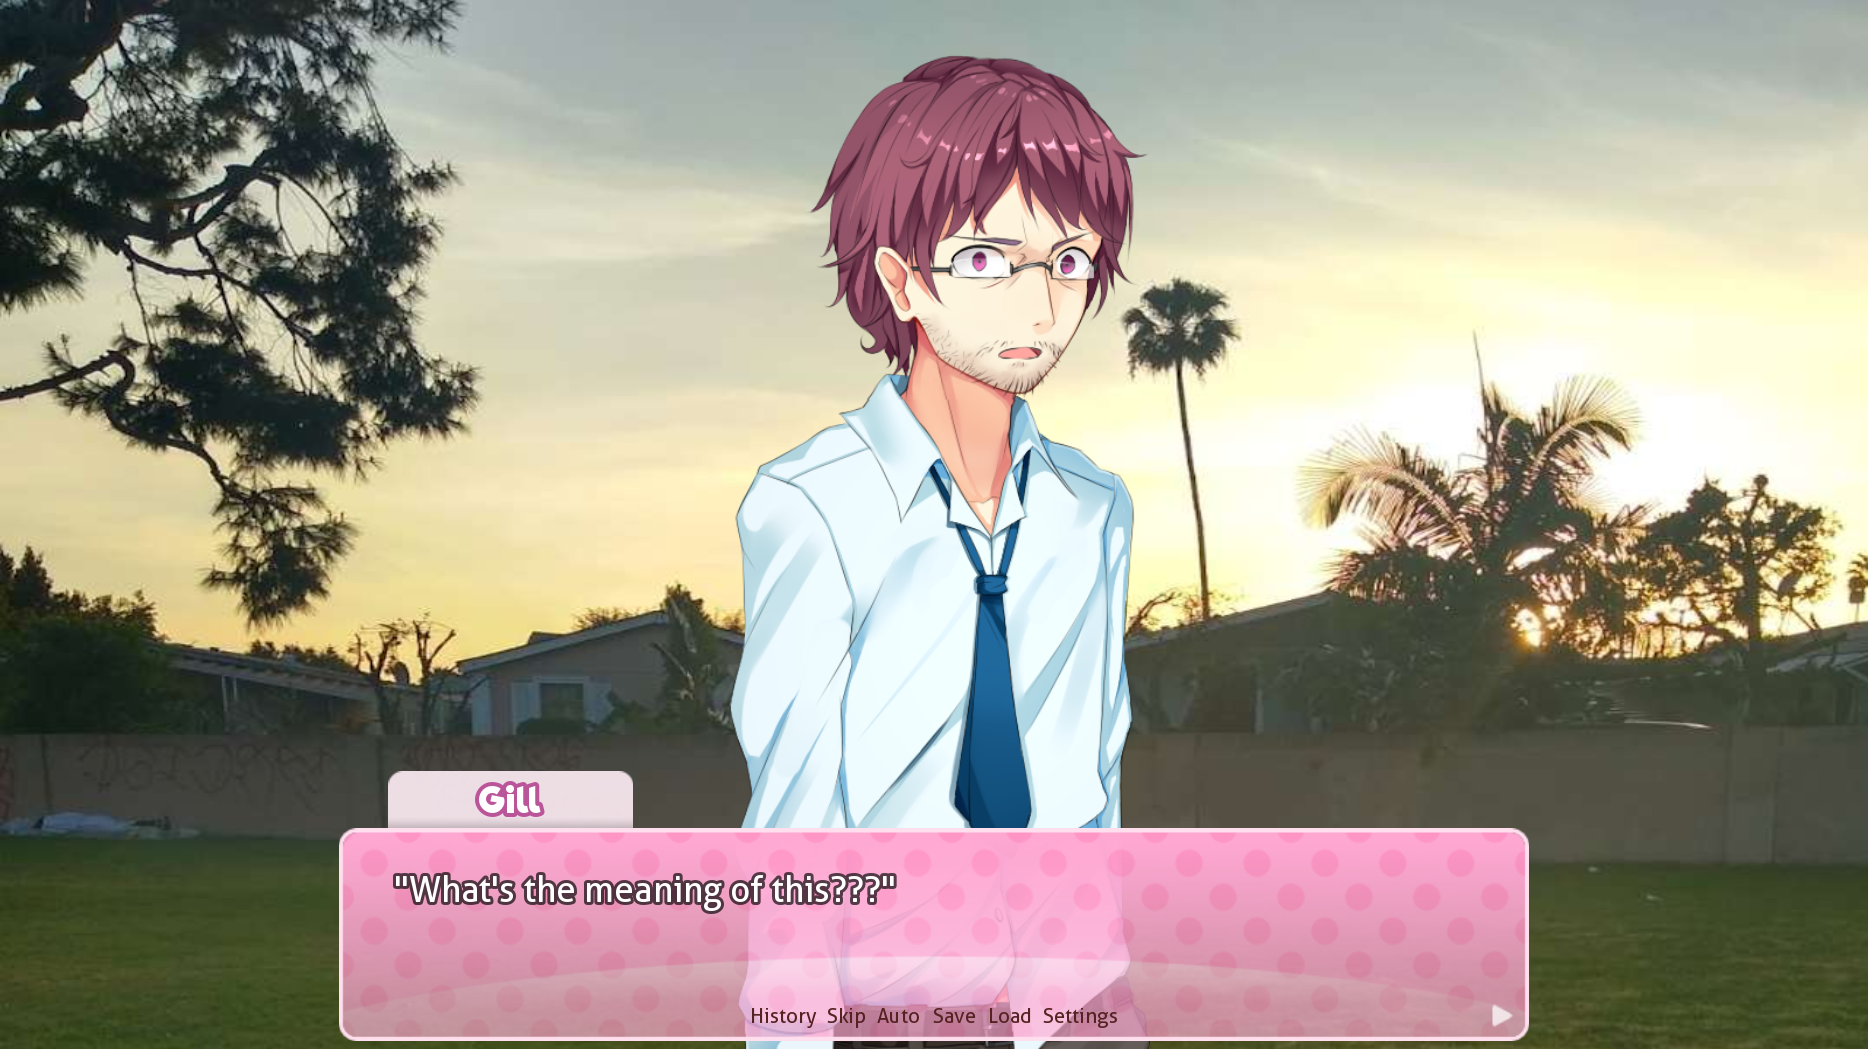 Gill
"What's the meaning of this???"
History Skip Auto Save Load Settings